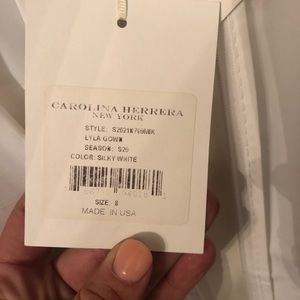 CAROLINA HERRERA
NEW YORK
STYLE:
LYLA GOWN
SEASON: S20
COLOR: SILKY WHITE
SIZE: 8
MADE IN USA